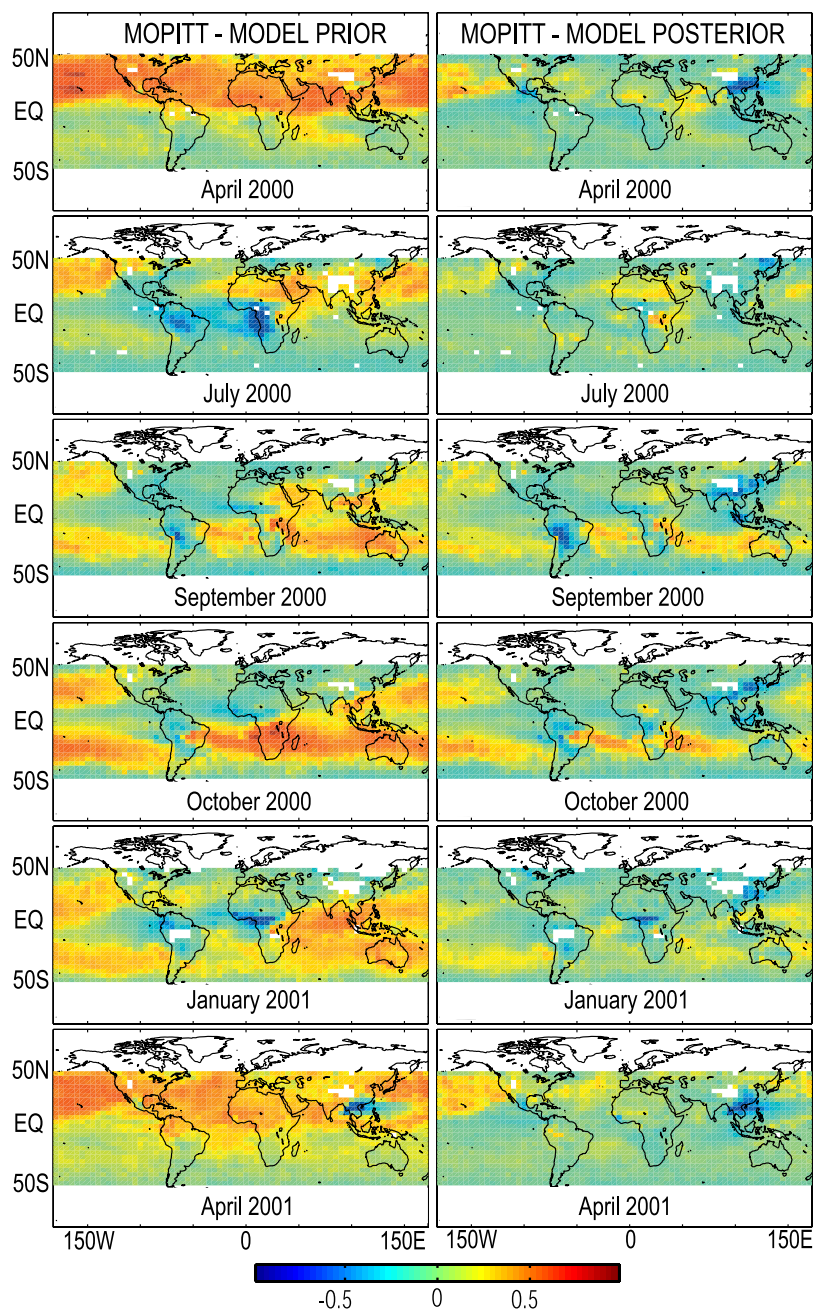 MOPITT - MODEL PRIOR
MOPITT - MODEL POSTERIOR
50N
EQ
50S
April 2000
April 2000
50N
EQ
50S
July 2000
July 2000
50N
EQ
50S
September 2000
September 2000
50N
EQ
50S
October 2000
October 2000
50N
EQ
50S
January 2001
January 2001
50N
EQ
50S
April 2001
April 2001
150W 0 150E
150W 0 150E
-0.5 0 0.5